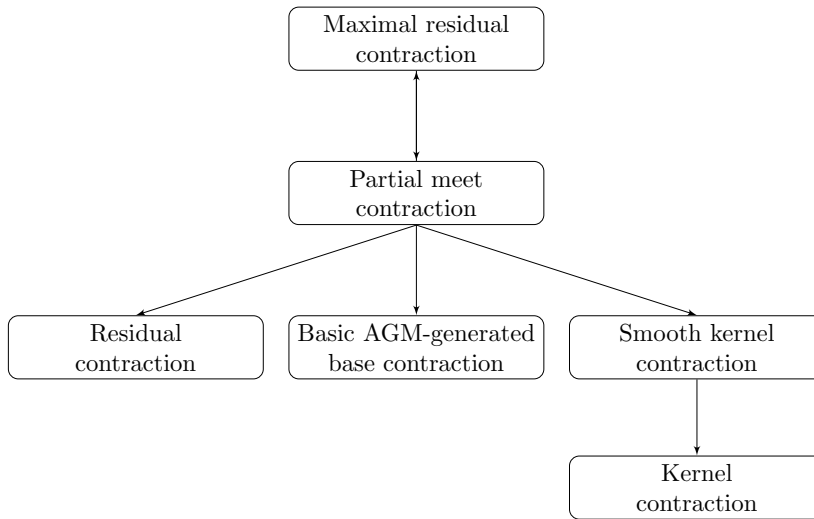 Maximal residual
contraction
Partial meet
contraction
Residual
contraction
Basic AGM-generated
base contraction
Smooth kernel
contraction
Kernel
contraction